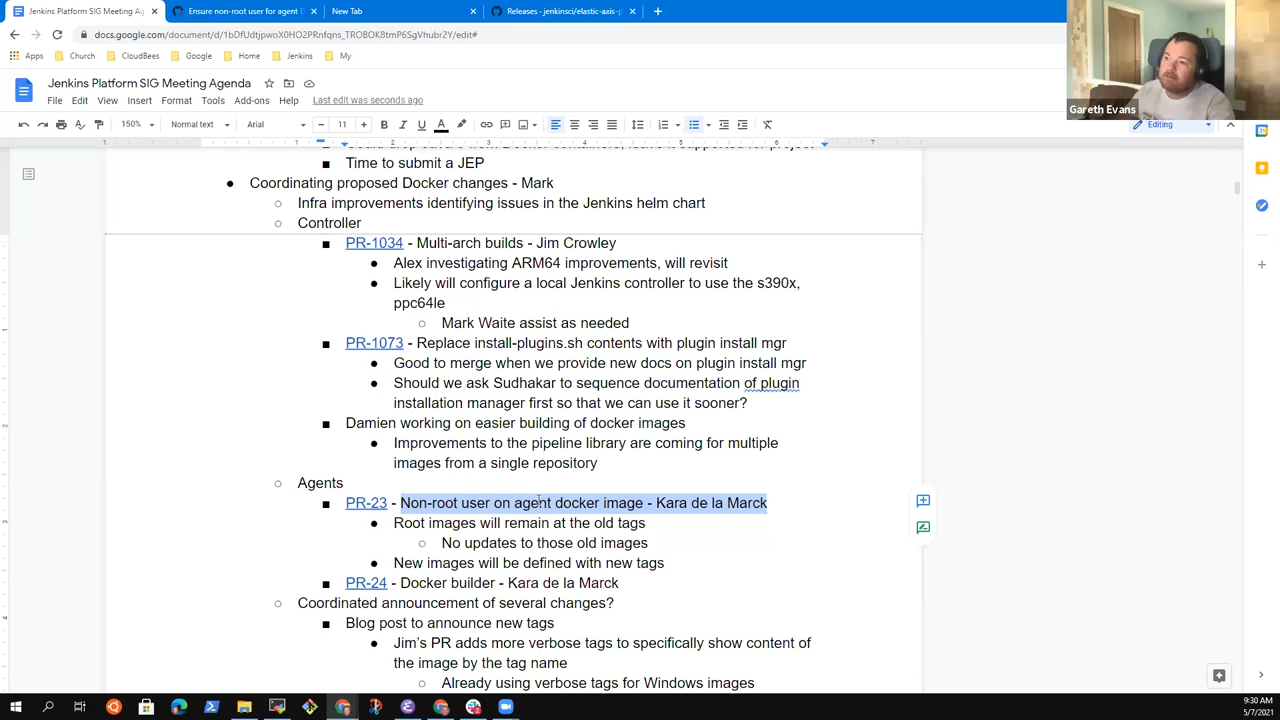 Jenkins Platform SIG Meeting Ag
Ensure non-root user for agent D
New Tab
Releases · jenkinsci/elastic-axis-p
docs.google.com/document/d/1bDfUdtjpwoX0HO2PRnfqns_TROBOK8tmP6SgVhubr2Y/edit#
Apps Church CloudBees Google Home Jenkins My
Jenkins Platform SIG Meeting Agenda
File Edit View Insert Format Tools Add-ons Help Last edit was seconds ago
Gareth Evans
150% Normal text Arial 11 Editing
Time to submit a JEP
Coordinating proposed Docker changes - Mark
Infra improvements identifying issues in the Jenkins helm chart
Controller
PR-1034 - Multi-arch builds - Jim Crowley
Alex investigating ARM64 improvements, will revisit
Likely will configure a local Jenkins controller to use the s390x,
ppc64le
Mark Waite assist as needed
PR-1073 - Replace install-plugins.sh contents with plugin install mgr
Good to merge when we provide new docs on plugin install mgr
Should we ask Sudhakar to sequence documentation of plugin
installation manager first so that we can use it sooner?
Damien working on easier building of docker images
Improvements to the pipeline library are coming for multiple
images from a single repository
Agents
PR-23 - Non-root user on agent docker image - Kara de la Marck
Root images will remain at the old tags
No updates to those old images
New images will be defined with new tags
PR-24 - Docker builder - Kara de la Marck
Coordinated announcement of several changes?
Blog post to announce new tags
Jim's PR adds more verbose tags to specifically show content of
the image by the tag name
Already using verbose tags for Windows images
9:30 AM
5/7/2021